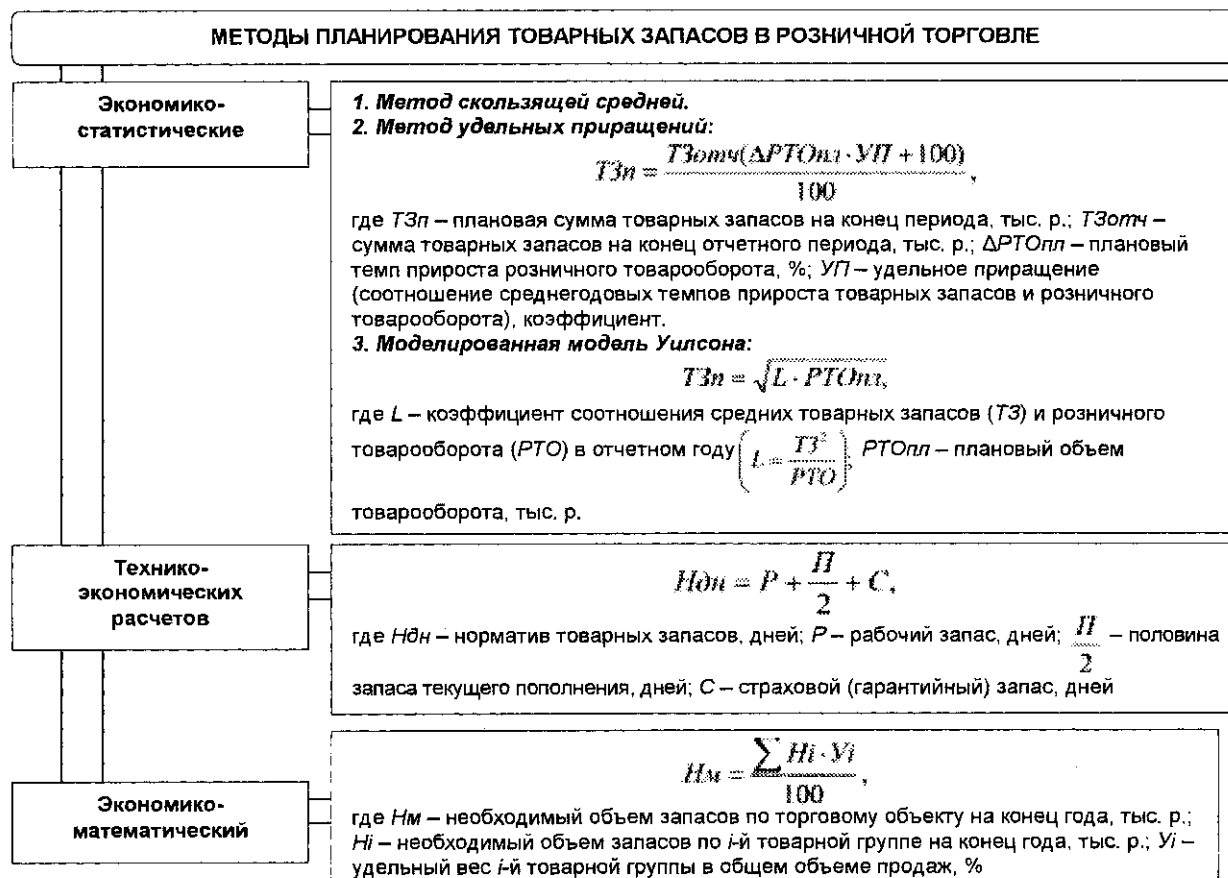 МЕТОДЫ ПЛАНИРОВАНИЯ ТОВАРНЫХ ЗАПАСОВ В РОЗНИЧНОЙ ТОРГОВЛЕ
Экономико-
статистические
1. Метод скользящей средней.
2. Метод удельных приращений:
ТЗп = ТЗотч(ΔРТОпл · УП + 100) / 100,
где ТЗп – плановая сумма товарных запасов на конец периода, тыс. р.; ТЗотч –
сумма товарных запасов на конец отчетного периода, тыс. р.; ΔРТОпл – плановый
темп прироста розничного товарооборота, %; УП – удельное приращение
(соотношение среднегодовых темпов прироста товарных запасов и розничного
товарооборота), коэффициент.
3. Моделированная модель Уилсона:
ТЗп = √(L · РТОпл),
где L – коэффициент соотношения средних товарных запасов (ТЗ) и розничного
товарооборота (РТО) в отчетном году (L = ТЗ² / РТО), РТОпл – плановый объем
товарооборота, тыс. р.
Технико-
экономических
расчетов
Ндн = Р + П/2 + С,
где Ндн – норматив товарных запасов, дней; Р – рабочий запас, дней; П/2 – половина
запаса текущего пополнения, дней; С – страховой (гарантийный) запас, дней
Экономико-
математический
Нм = ∑ Нi · Уi / 100,
где Нм – необходимый объем запасов по торговому объекту на конец года, тыс. р.;
Нi – необходимый объем запасов по i-й товарной группе на конец года, тыс. р.; Уi –
удельный вес i-й товарной группы в общем объеме продаж, %